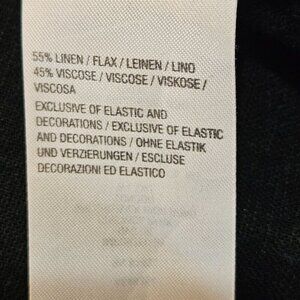 55% LINEN / FLAX / LEINEN / LINO
45% VISCOSE / VISCOSE / VISKOSE /
VISCOSA
EXCLUSIVE OF ELASTIC AND
DECORATIONS / EXCLUSIVE OF ELASTIC
AND DECORATIONS / OHNE ELASTIK
UND VERZIERUNGEN / ESCLUSE
DECORAZIONI ED ELASTICO